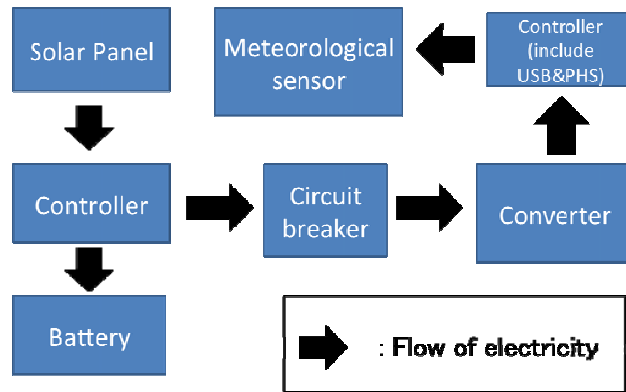 Solar Panel
Meteorological
sensor
Controller
(include
USB&PHS)
Controller
Circuit
breaker
Converter
Battery
: Flow of electricity